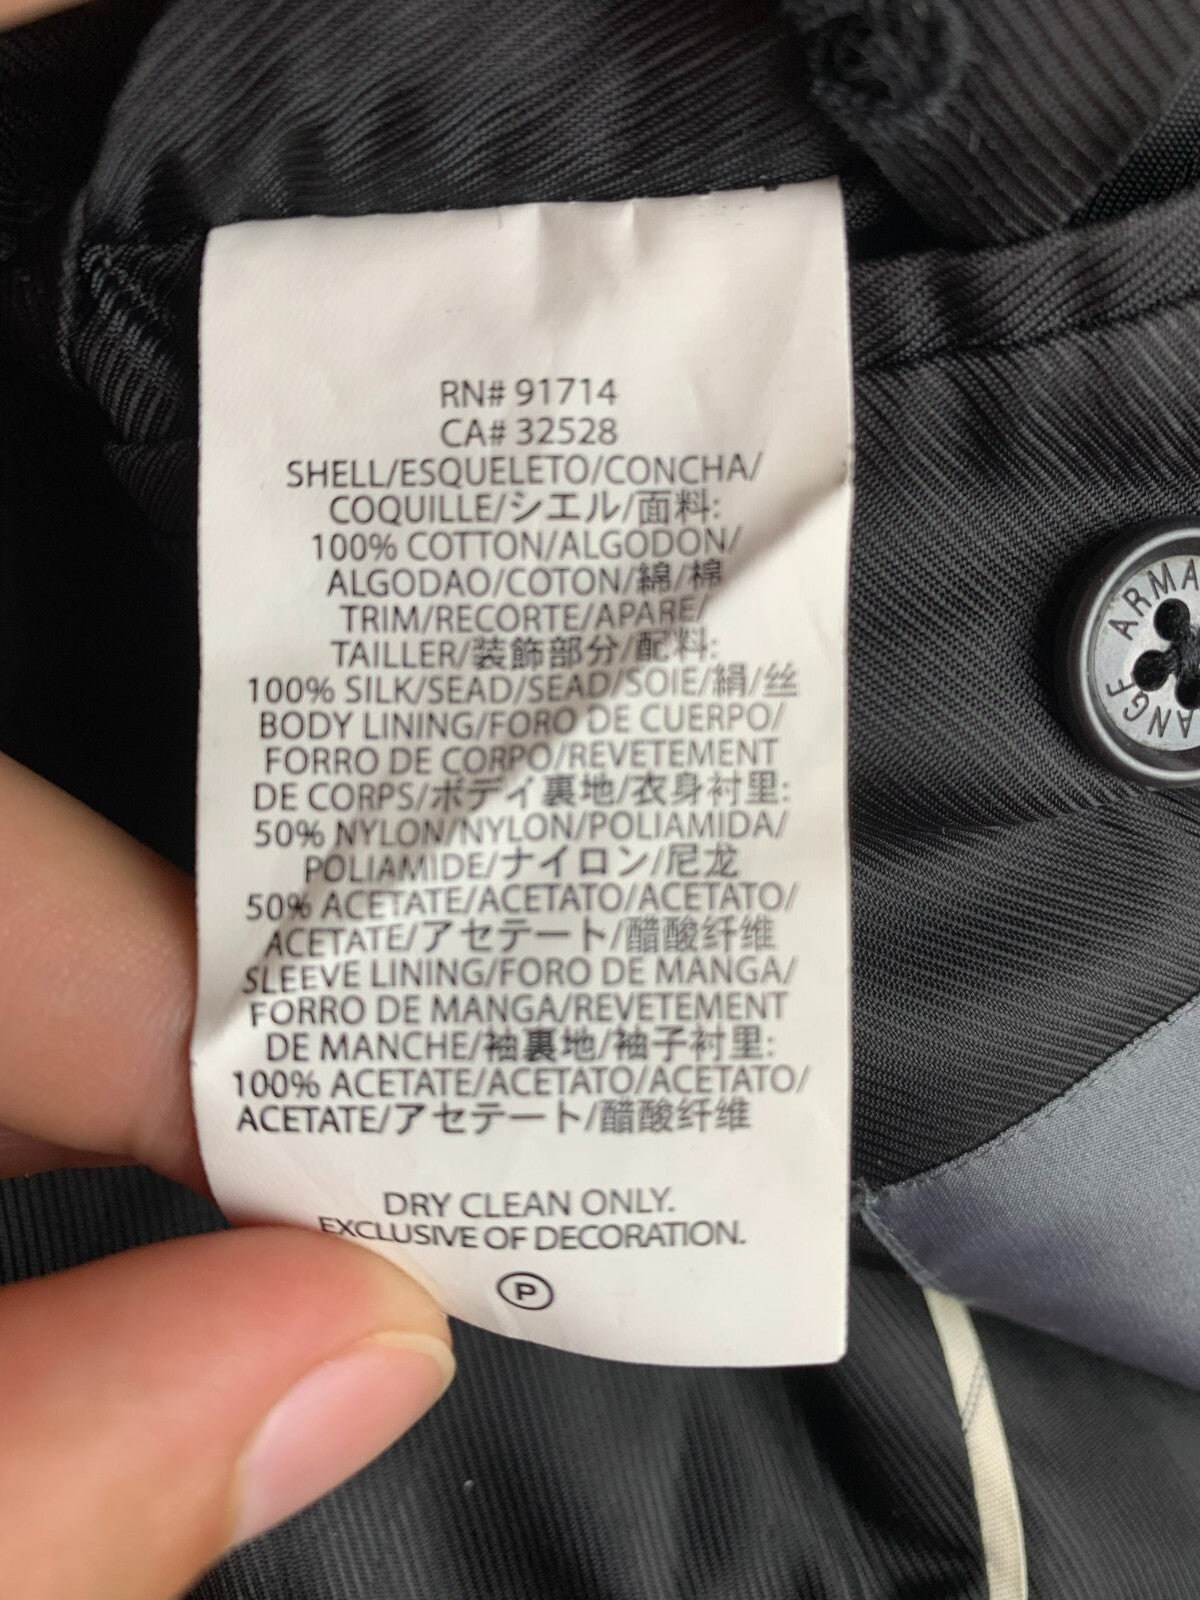 RN# 91714
CA# 32528
SHELL/ESQUELETO/CONCHA/
COQUILLE/シエル/面料:
100% COTTON/ALGODON/
ALGODAO/COTON/綿/棉
TRIM/RECORTE/APARE/
TAILLER/装飾部分/配料:
100% SILK/SEAD/SEAD/SOIE/絹/丝
BODY LINING/FORO DE CUERPO/
FORRO DE CORPO/REVETEMENT
DE CORPS/ボディ裏地/衣身衬里:
50% NYLON/NYLON/POLIAMIDA/
POLIAMIDE/ナイロン/尼龙
50% ACETATE/ACETATO/ACETATO/
ACETATE/アセテート/醋酸纤维
SLEEVE LINING/FORO DE MANGA/
FORRO DE MANGA/REVETEMENT
DE MANCHE/袖裏地/袖子衬里:
100% ACETATE/ACETATO/ACETATO/
ACETATE/アセテート/醋酸纤维
DRY CLEAN ONLY.
EXCLUSIVE OF DECORATION.
P